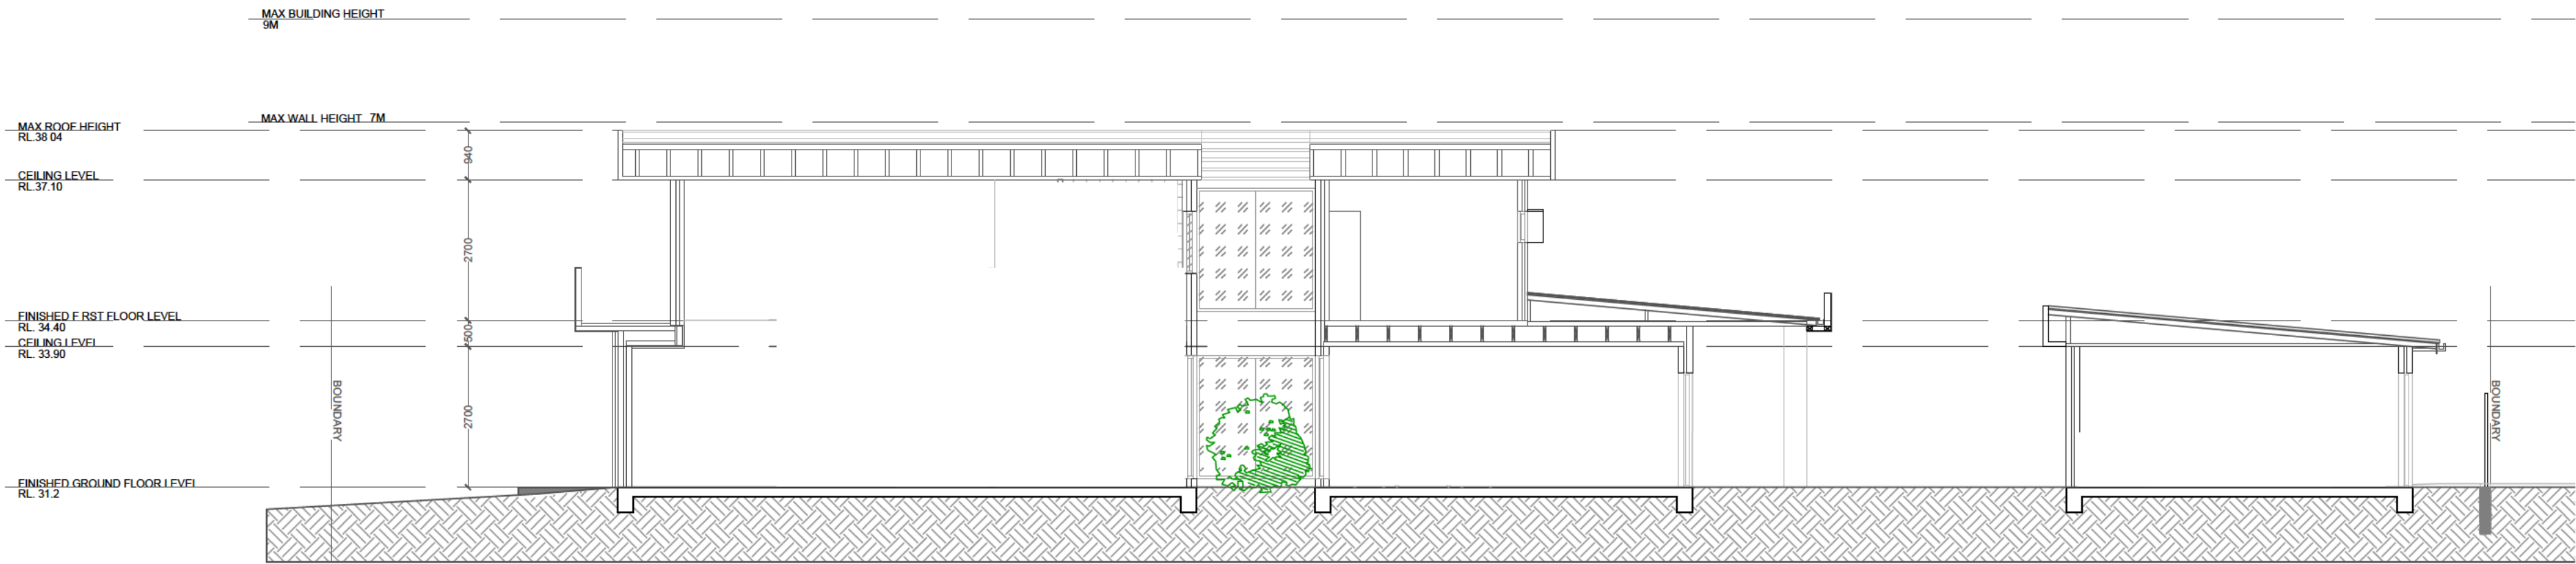 MAX BUILDING HEIGHT
9M
MAX WALL HEIGHT 7M
MAX ROOF HEIGHT
RL.38 04
940
CEILING LEVEL
RL.37.10
2700
FINISHED F RST FLOOR LEVEL
RL. 34.40
500
CEILING LEVEL
RL. 33.90
BOUNDARY
2700
BOUNDARY
FINISHED GROUND FLOOR LEVEL
RL. 31.2